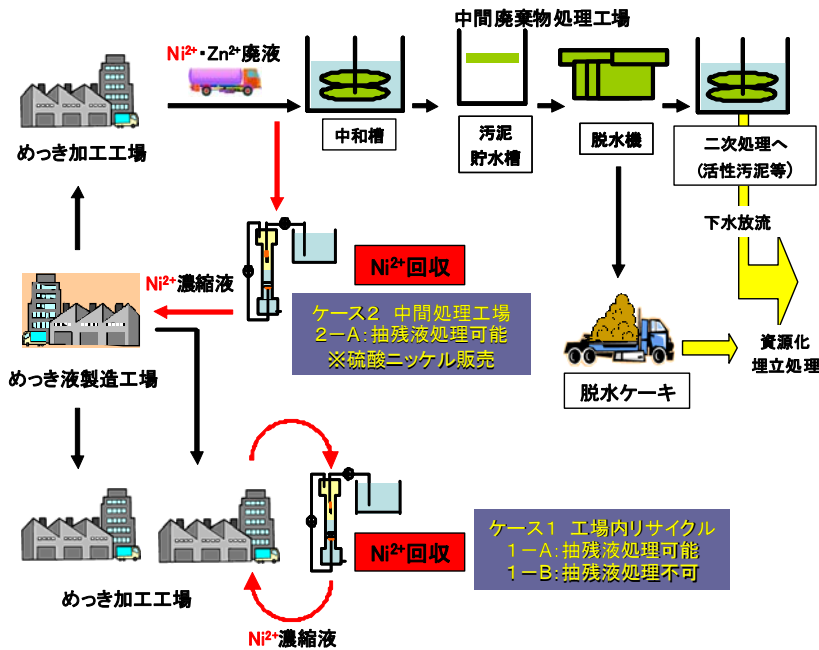 中間廃棄物処理工場
Ni²⁺・Zn²⁺廃液
めっき加工工場
中和槽
汚泥
貯水槽
脱水機
二次処理へ
(活性汚泥等)
下水放流
Ni²⁺回収
Ni²⁺濃縮液
ケース2 中間処理工場
2-A:抽残液処理可能
※硫酸ニッケル販売
資源化
埋立処理
めっき液製造工場
脱水ケーキ
ケース1 工場内リサイクル
1-A:抽残液処理可能
1-B:抽残液処理不可
Ni²⁺回収
めっき加工工場
Ni²⁺濃縮液